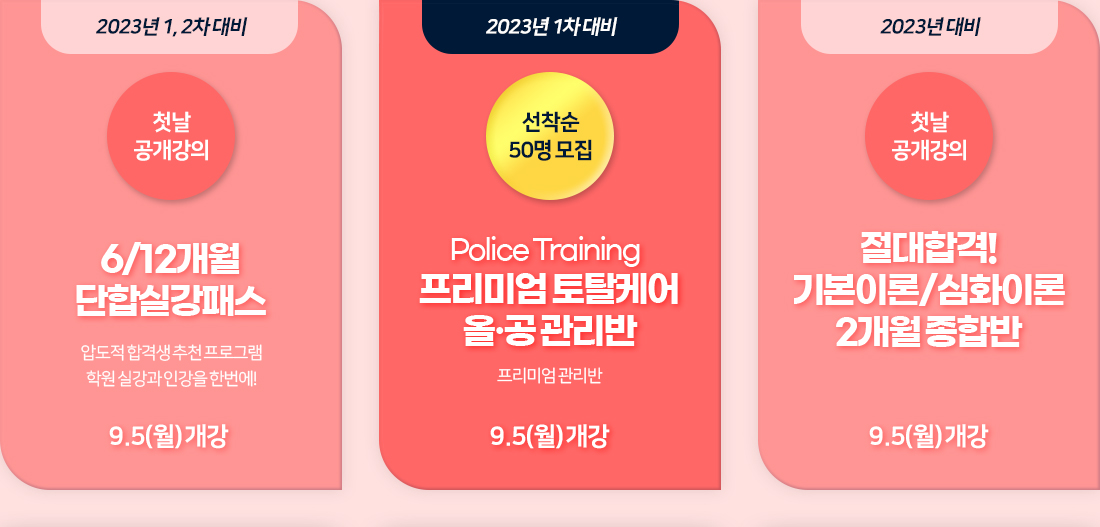 2023년 1, 2차 대비
첫날
공개강의
6/12개월
단합실강패스
압도적 합격생 추천 프로그램
학원 실강과 인강을 한번에!
9.5(월) 개강
2023년 1차 대비
선착순
50명 모집
Police Training
프리미엄 토탈케어
올·공 관리반
프리미엄 관리반
9.5(월) 개강
2023년 대비
첫날
공개강의
절대합격!
기본이론/심화이론
2개월 종합반
9.5(월) 개강